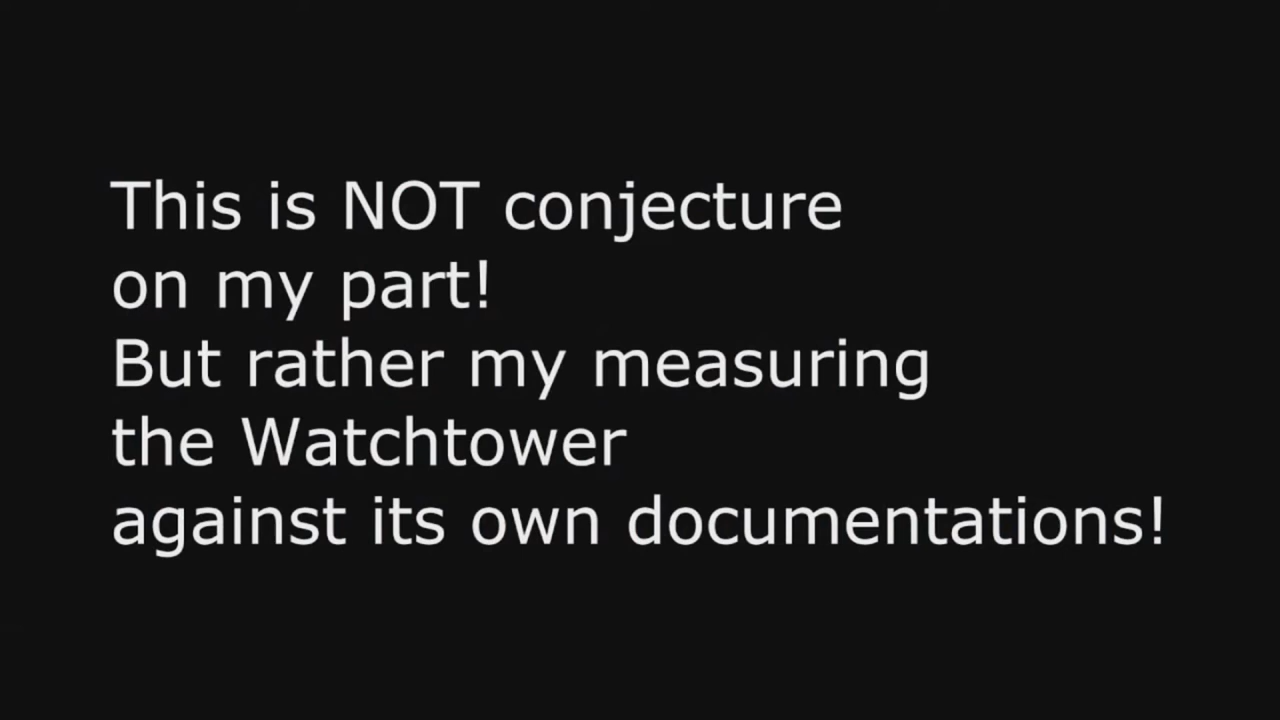 This is NOT conjecture
on my part!
But rather my measuring
the Watchtower
against its own documentations!